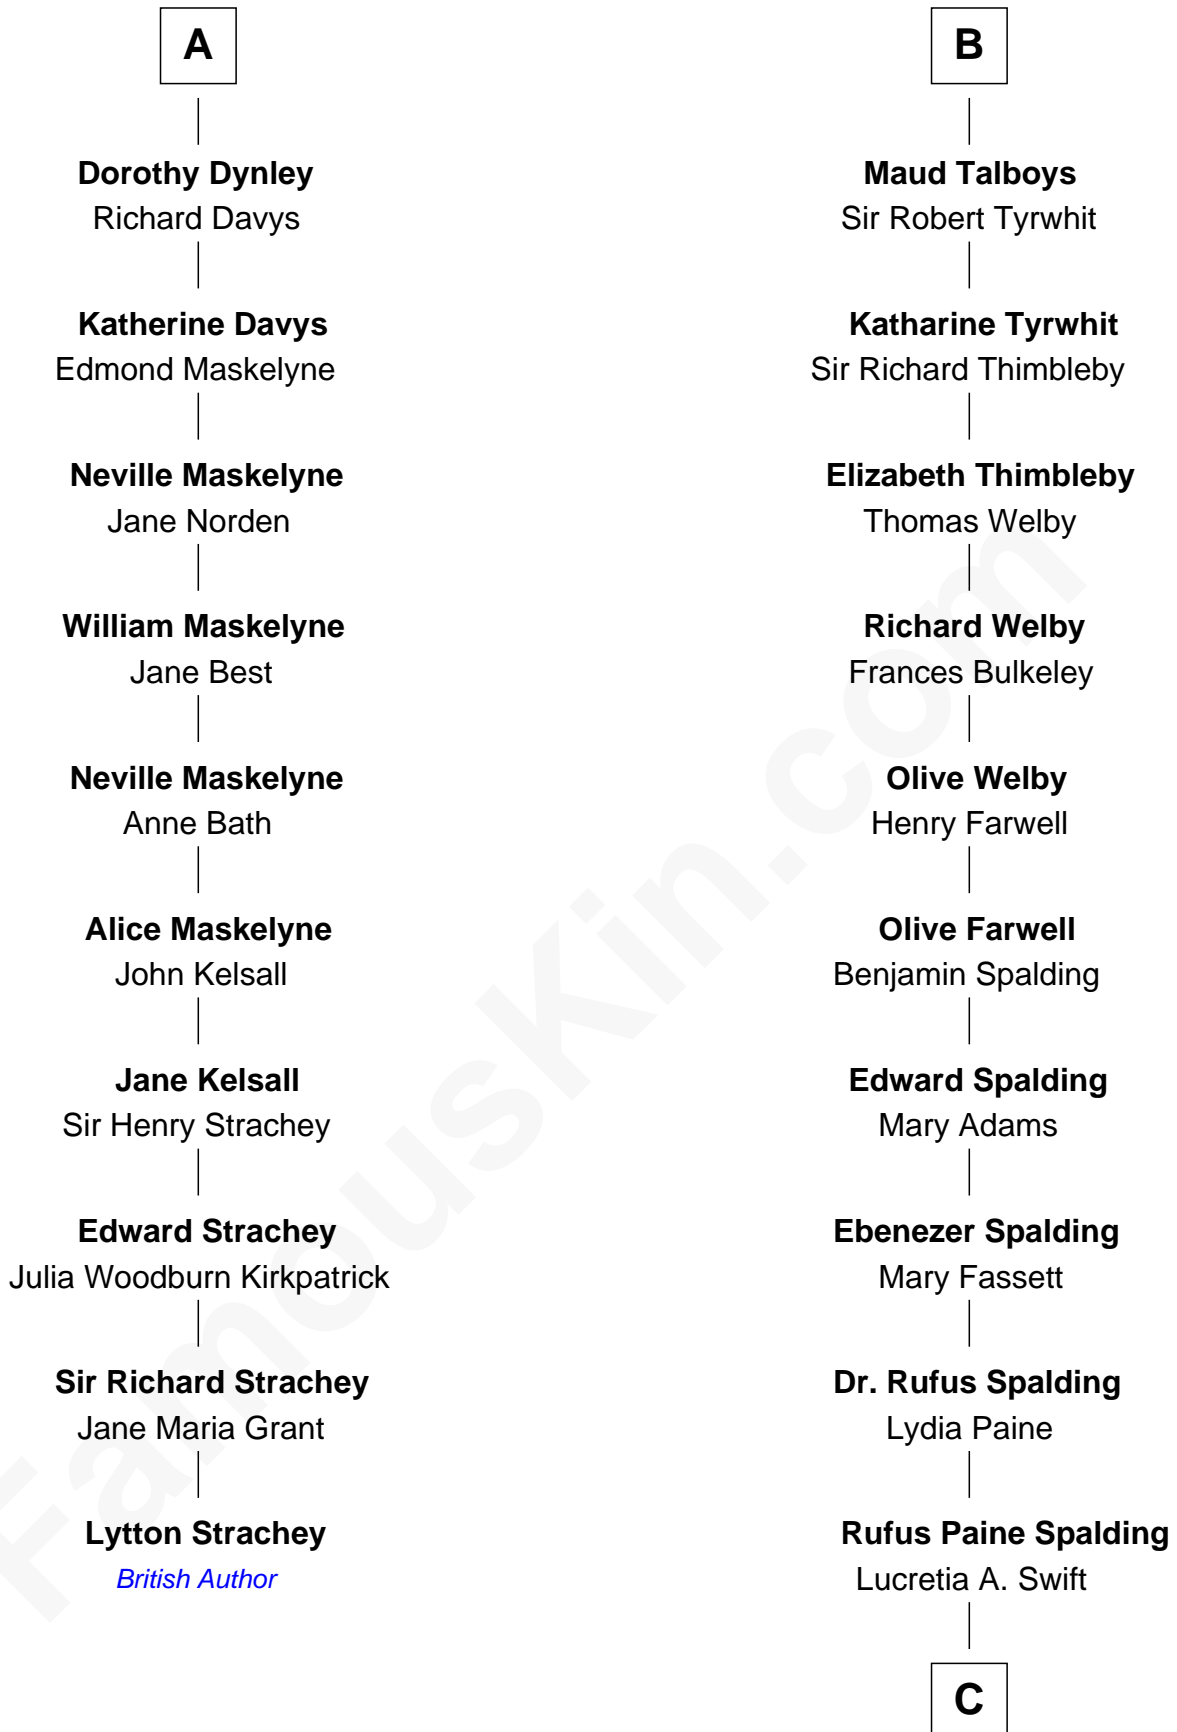 A
Dorothy Dynley
Richard Davys
Katherine Davys
Edmond Maskelyne
Neville Maskelyne
Jane Norden
William Maskelyne
Jane Best
Neville Maskelyne
Anne Bath
Alice Maskelyne
John Kelsall
Jane Kelsall
Sir Henry Strachey
Edward Strachey
Julia Woodburn Kirkpatrick
Sir Richard Strachey
Jane Maria Grant
Lytton Strachey
British Author
B
Maud Talboys
Sir Robert Tyrwhit
Katharine Tyrwhit
Sir Richard Thimbleby
Elizabeth Thimbleby
Thomas Welby
Richard Welby
Frances Bulkeley
Olive Welby
Henry Farwell
Olive Farwell
Benjamin Spalding
Edward Spalding
Mary Adams
Ebenezer Spalding
Mary Fassett
Dr. Rufus Spalding
Lydia Paine
Rufus Paine Spalding
Lucretia A. Swift
C
FamousKin.com